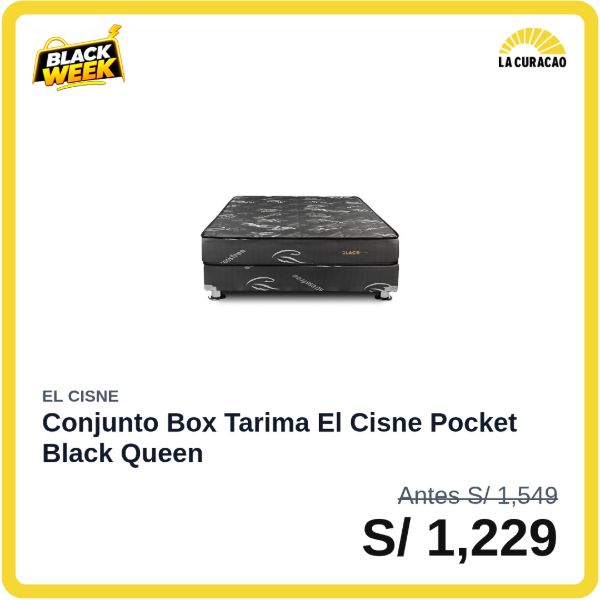 BLACK
WEEK
LA CURACAO
BLACK
EL CISNE
Conjunto Box Tarima El Cisne Pocket
Black Queen
Antes S/ 1,549
S/ 1,229